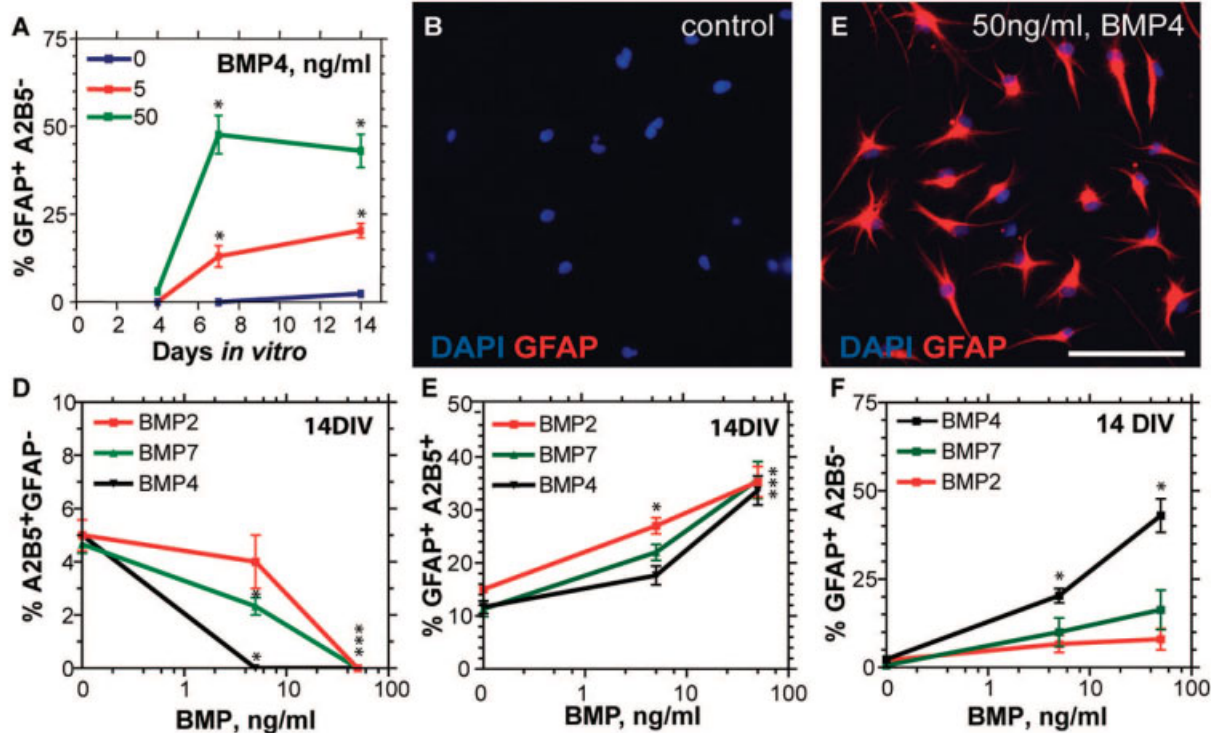 A
% GFAP+ A2B5-
75
50
25
0
0
5
50
BMP4, ng/ml
*
*
*
*
0 2 4 6 8 10 12 14
Days in vitro
B
control
DAPI GFAP
E
50ng/ml, BMP4
DAPI GFAP
D
% A2B5+GFAP-
10
8
6
4
2
0
BMP2
BMP7
BMP4
14DIV
*
*
***
0 1 10 100
BMP, ng/ml
E
% GFAP+ A2B5+
50
40
30
20
10
0
BMP2
BMP7
BMP4
14DIV
*
***
0 1 10 100
BMP, ng/ml
F
% GFAP+ A2B5-
75
50
25
0
BMP4
BMP7
BMP2
14 DIV
*
*
0 1 10 100
BMP, ng/ml